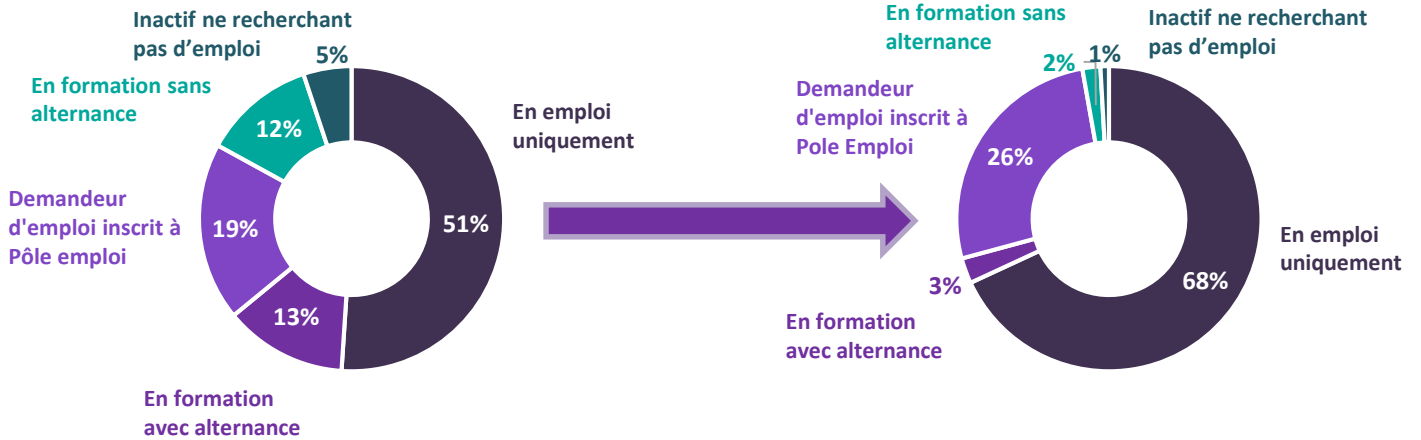 Inactif ne recherchant
pas d’emploi
5%
En formation sans
alternance
12%
En emploi
uniquement
51%
Demandeur
d'emploi inscrit à
Pôle emploi
19%
13%
En formation
avec alternance
En formation sans
alternance
2%
Inactif ne recherchant
pas d’emploi
1%
Demandeur
d'emploi inscrit à
Pole Emploi
26%
En emploi
uniquement
68%
3%
En formation
avec alternance